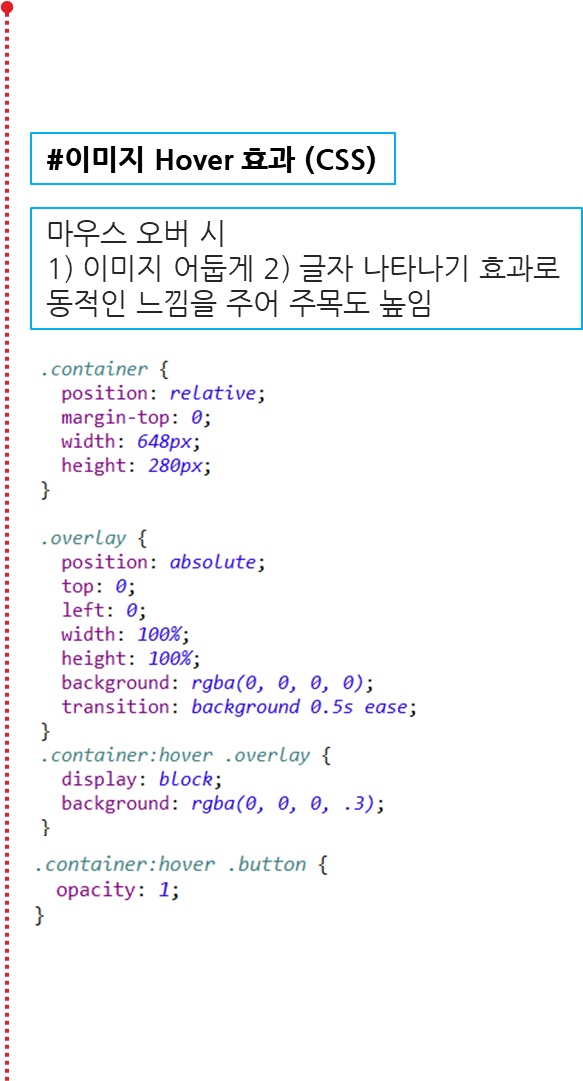 #이미지 Hover 효과 (CSS)
마우스 오버 시
1) 이미지 어둡게 2) 글자 나타나기 효과로
동적인 느낌을 주어 주목도 높임
.container {
  position: relative;
  margin-top: 0;
  width: 648px;
  height: 280px;
}
.overlay {
  position: absolute;
  top: 0;
  left: 0;
  width: 100%;
  height: 100%;
  background: rgba(0, 0, 0, 0);
  transition: background 0.5s ease;
}
.container:hover .overlay {
  display: block;
  background: rgba(0, 0, 0, .3);
}
.container:hover .button {
  opacity: 1;
}